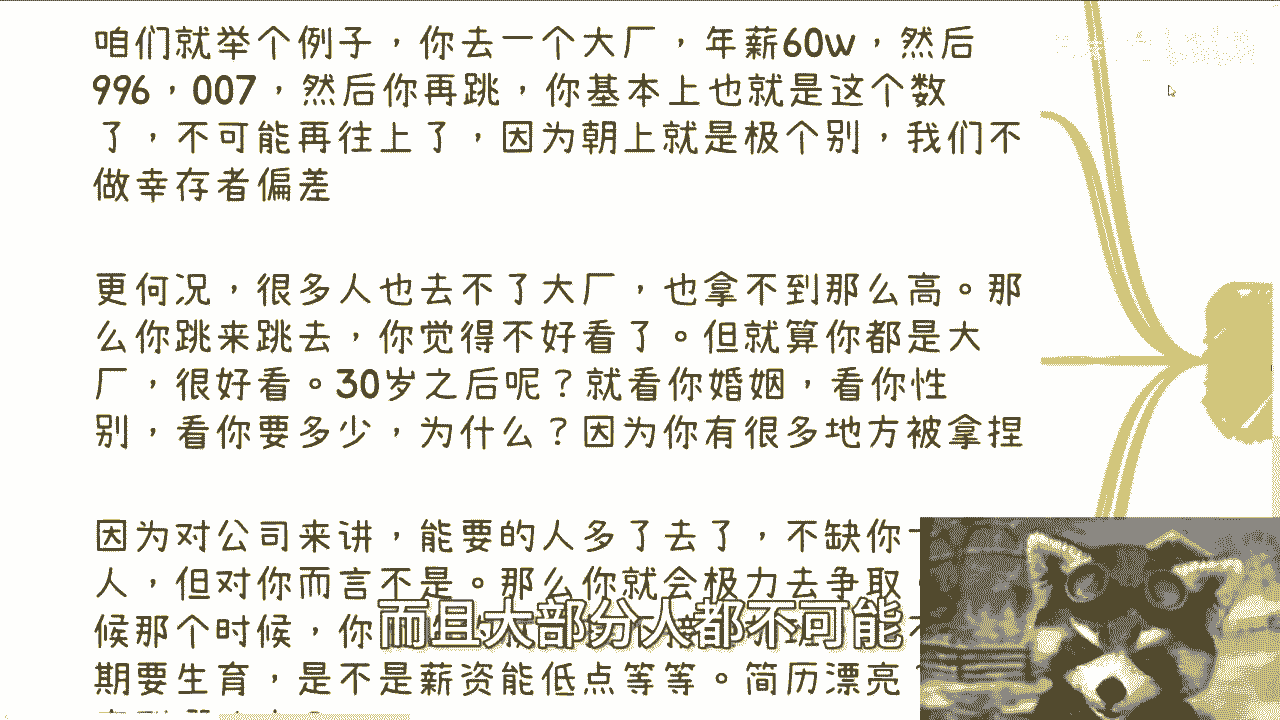 咱们就举个例子，你去一个大厂，年薪60w，然后
996，007，然后你再跳，你基本上也就是这个数
了，不可能再往上了，因为朝上就是极个别，我们不
做幸存者偏差
更何况，很多人也去不了大厂，也拿不到那么高。那
么你跳来跳去，你觉得不好看了。但就算你都是大
厂，很好看。30岁之后呢？就看你婚姻，看你性
别，看你要多少，为什么？因为你有很多地方被拿捏
因为对公司来讲，能要的人多了去了，不缺你
人，但对你而言不是。那么你就会极力去争取
候那个时候，你
而且大部分人都不可能
期要生育，是不是薪资能低点等等。简历漂亮